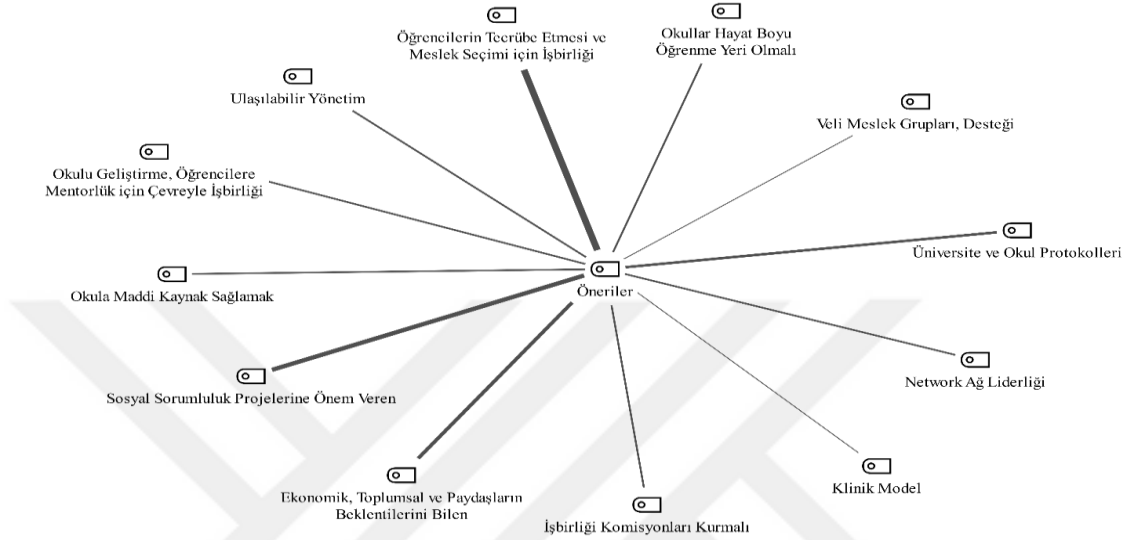 Öğrencilerin Tecrübe Etmesi ve
Meslek Seçimi için İşbirliği
Okullar Hayat Boyu
Öğrenme Yeri Olmalı
Ulaşılabilir Yönetim
Veli Meslek Grupları, Desteği
Okulu Geliştirme, Öğrencilere
Mentorlük için Çevreyle İşbirliği
Üniversite ve Okul Protokolleri
Okula Maddi Kaynak Sağlamak
Öneriler
Network Ağ Liderliği
Sosyal Sorumluluk Projelerine Önem Veren
Klinik Model
Ekonomik, Toplumsal ve Paydaşların
Beklentilerini Bilen
İşbirliği Komisyonları Kurmalı